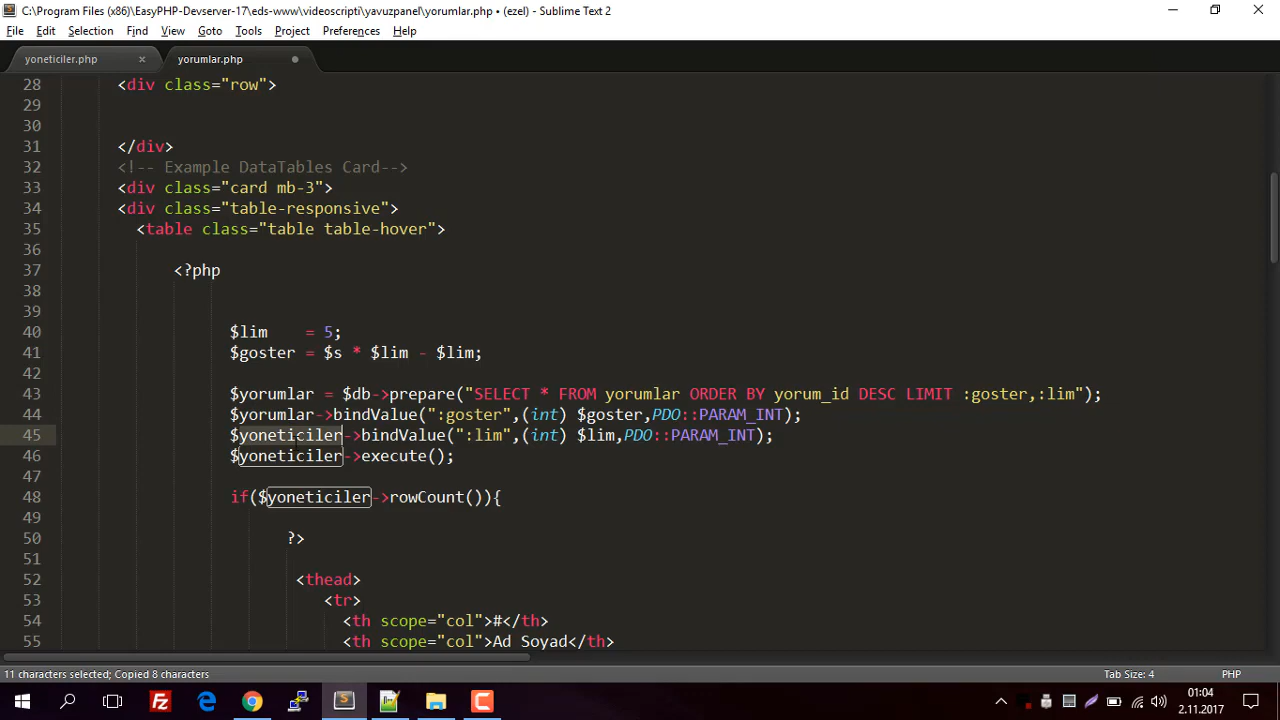 C:\Program Files (x86)\EasyPHP-Devserver-17\eds-www\videoscripti\yavuzpanel\yorumlar.php • (ezel) - Sublime Text 2
File Edit Selection Find View Goto Tools Project Preferences Help
yoneticiler.php × yorumlar.php
28 <div class="row">
29
30
31 </div>
32 <!-- Example DataTables Card-->
33 <div class="card mb-3">
34 <div class="table-responsive">
35 <table class="table table-hover">
36
37 <?php
38
39
40 $lim    = 5;
41 $goster = $s * $lim - $lim;
42
43 $yorumlar = $db->prepare("SELECT * FROM yorumlar ORDER BY yorum_id DESC LIMIT :goster,:lim");
44 $yorumlar->bindValue(":goster",(int) $goster,PDO::PARAM_INT);
45 $yoneticiler->bindValue(":lim",(int) $lim,PDO::PARAM_INT);
46 $yoneticiler->execute();
47
48 if($yoneticiler->rowCount()){
49
50 ?>
51
52 <thead>
53 <tr>
54 <th scope="col">#</th>
55 <th scope="col">Ad Soyad</th>
11 characters selected; Copied 8 characters Tab Size: 4 PHP
01:04
2.11.2017